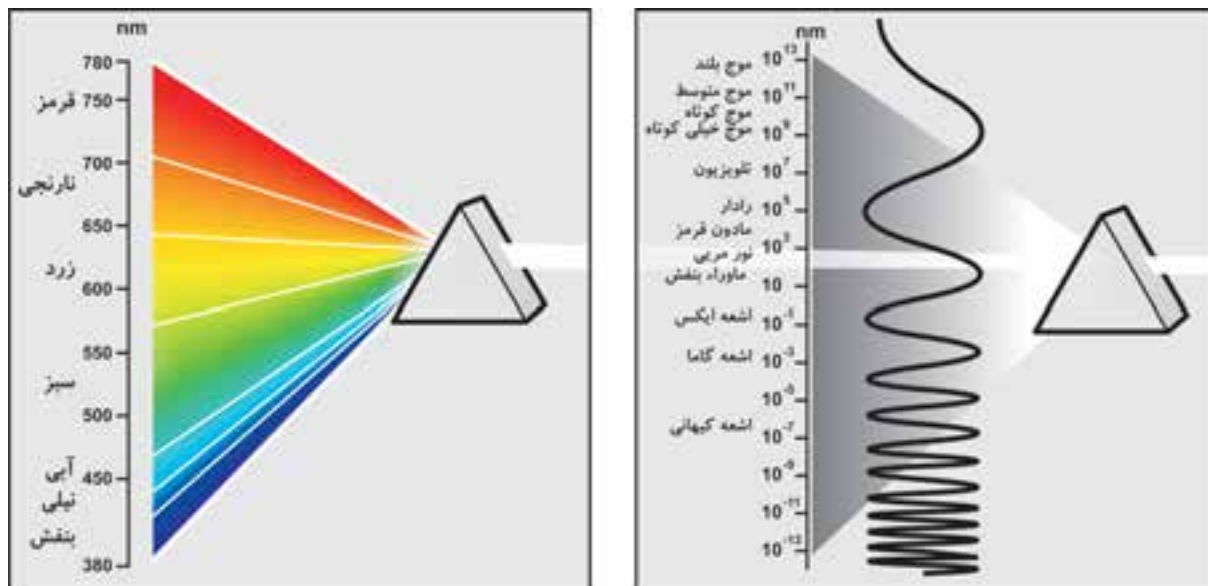 nm
780
750
قرمز
700
نارنجی
650
زرد
600
550
سبز
500
آبی
450
نیلی
بنفش
380
nm
10¹³
موج بلند
10¹¹
موج متوسط
موج کوتاه
10⁹
موج خیلی کوتاه
10⁷
تلویزیون
10⁵
رادار
مادون قرمز
10³
نور مریی
ماوراء بنفش
10
10⁻¹
اشعه ایکس
10⁻³
اشعه گاما
10⁻⁵
اشعه کیهانی
10⁻⁷
10⁻⁹
10⁻¹¹